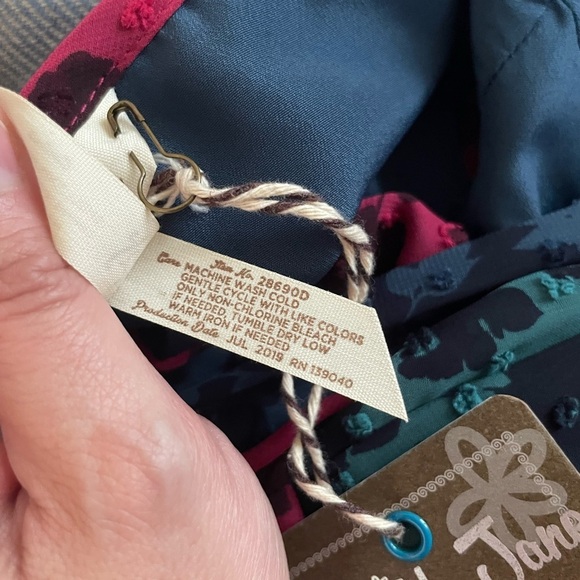 Item No. 28690D
Care MACHINE WASH COLD
GENTLE CYCLE WITH LIKE COLORS
ONLY NON-CHLORINE BLEACH
IF NEEDED, TUMBLE DRY LOW
WARM IRON IF NEEDED
Production Date JUL 2019 RN 139040
Jane